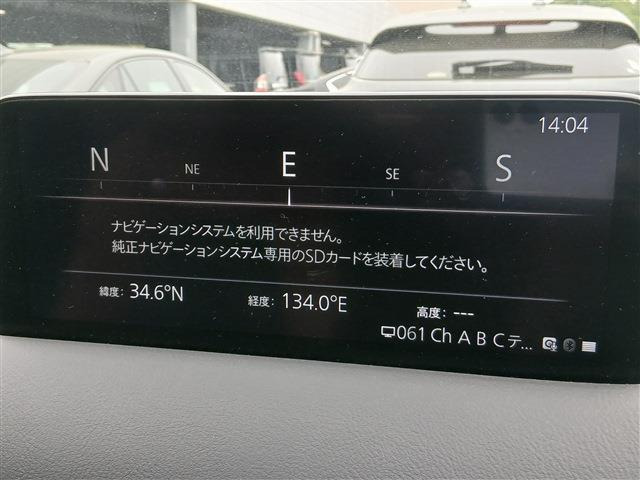 14:04
N NE E SE S
ナビゲーションシステムを利用できません。
純正ナビゲーションシステム専用のSDカードを装着してください。
緯度: 34.6°N 経度: 134.0°E 高度: ---
061 Ch A B C テ...